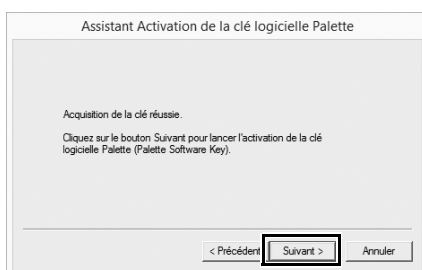 Assistant Activation de la clé logicielle Palette
Acquisition de la clé réussie.
Cliquez sur le bouton Suivant pour lancer l'activation de la clé
logicielle Palette (Palette Software Key).
< Précédent Suivant > Annuler